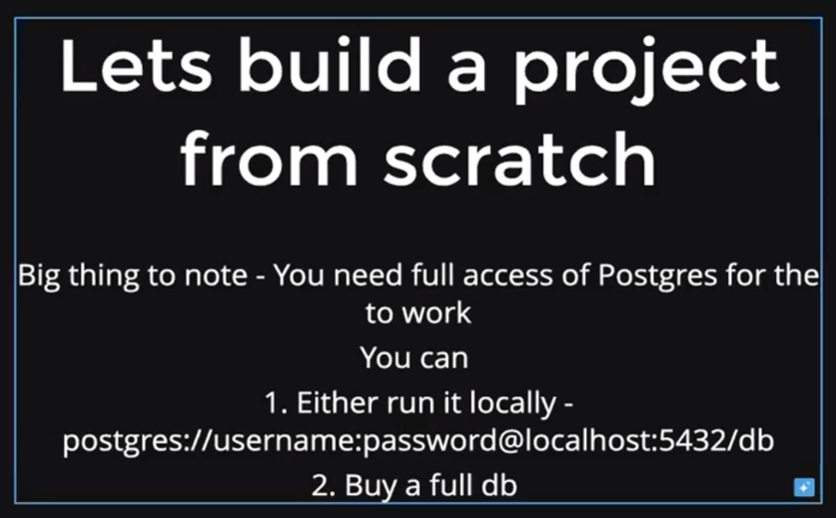 Lets build a project
from scratch
Big thing to note - You need full access of Postgres for the
to work
You can
1. Either run it locally -
postgres://username:password@localhost:5432/db
2. Buy a full db